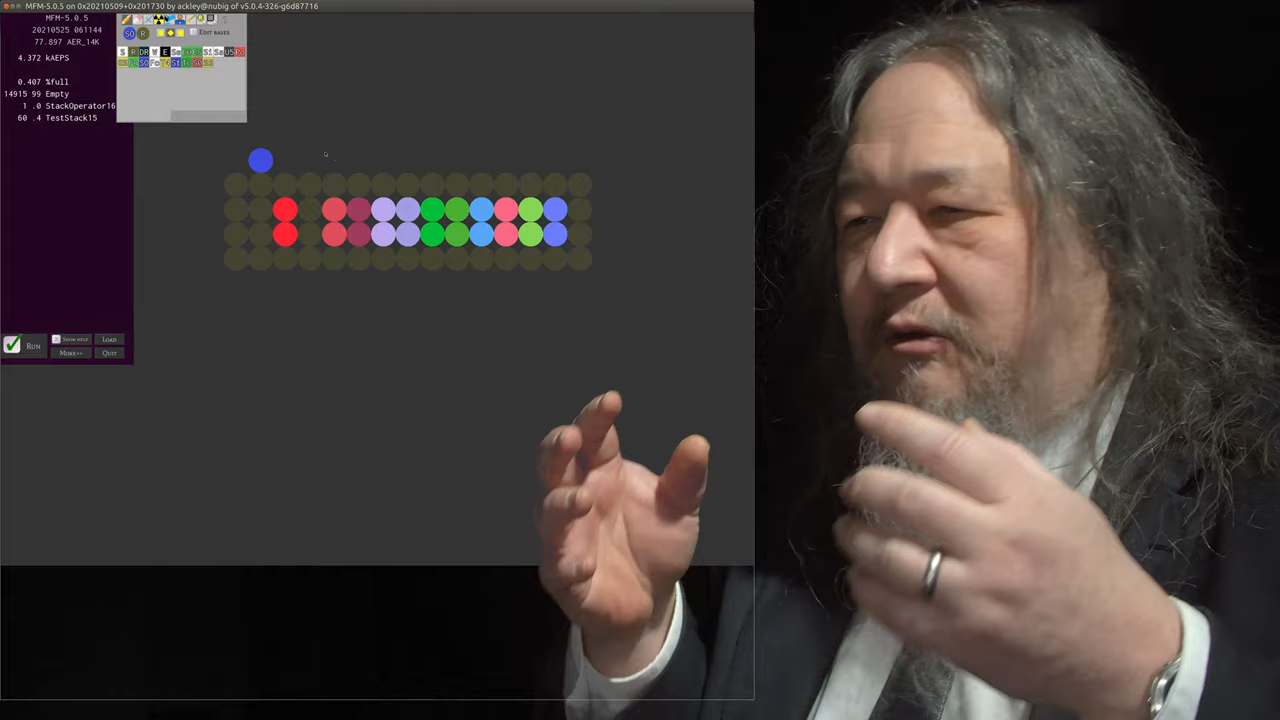 MFM-5.0.5 on 0x20210509+0x201730 by ackley@nubig of v5.0.4-326-g6d87716
MFM-5.0.5
20210525 061144
77.897 AER_14K
4.372 kAEPS
0.407 %full
14915 99 Empty
1 .0 StackOperator16
60 .4 TestStack15
SO R Edit bases
S R DR W E
Run
Show help
Load
More>>
Quit